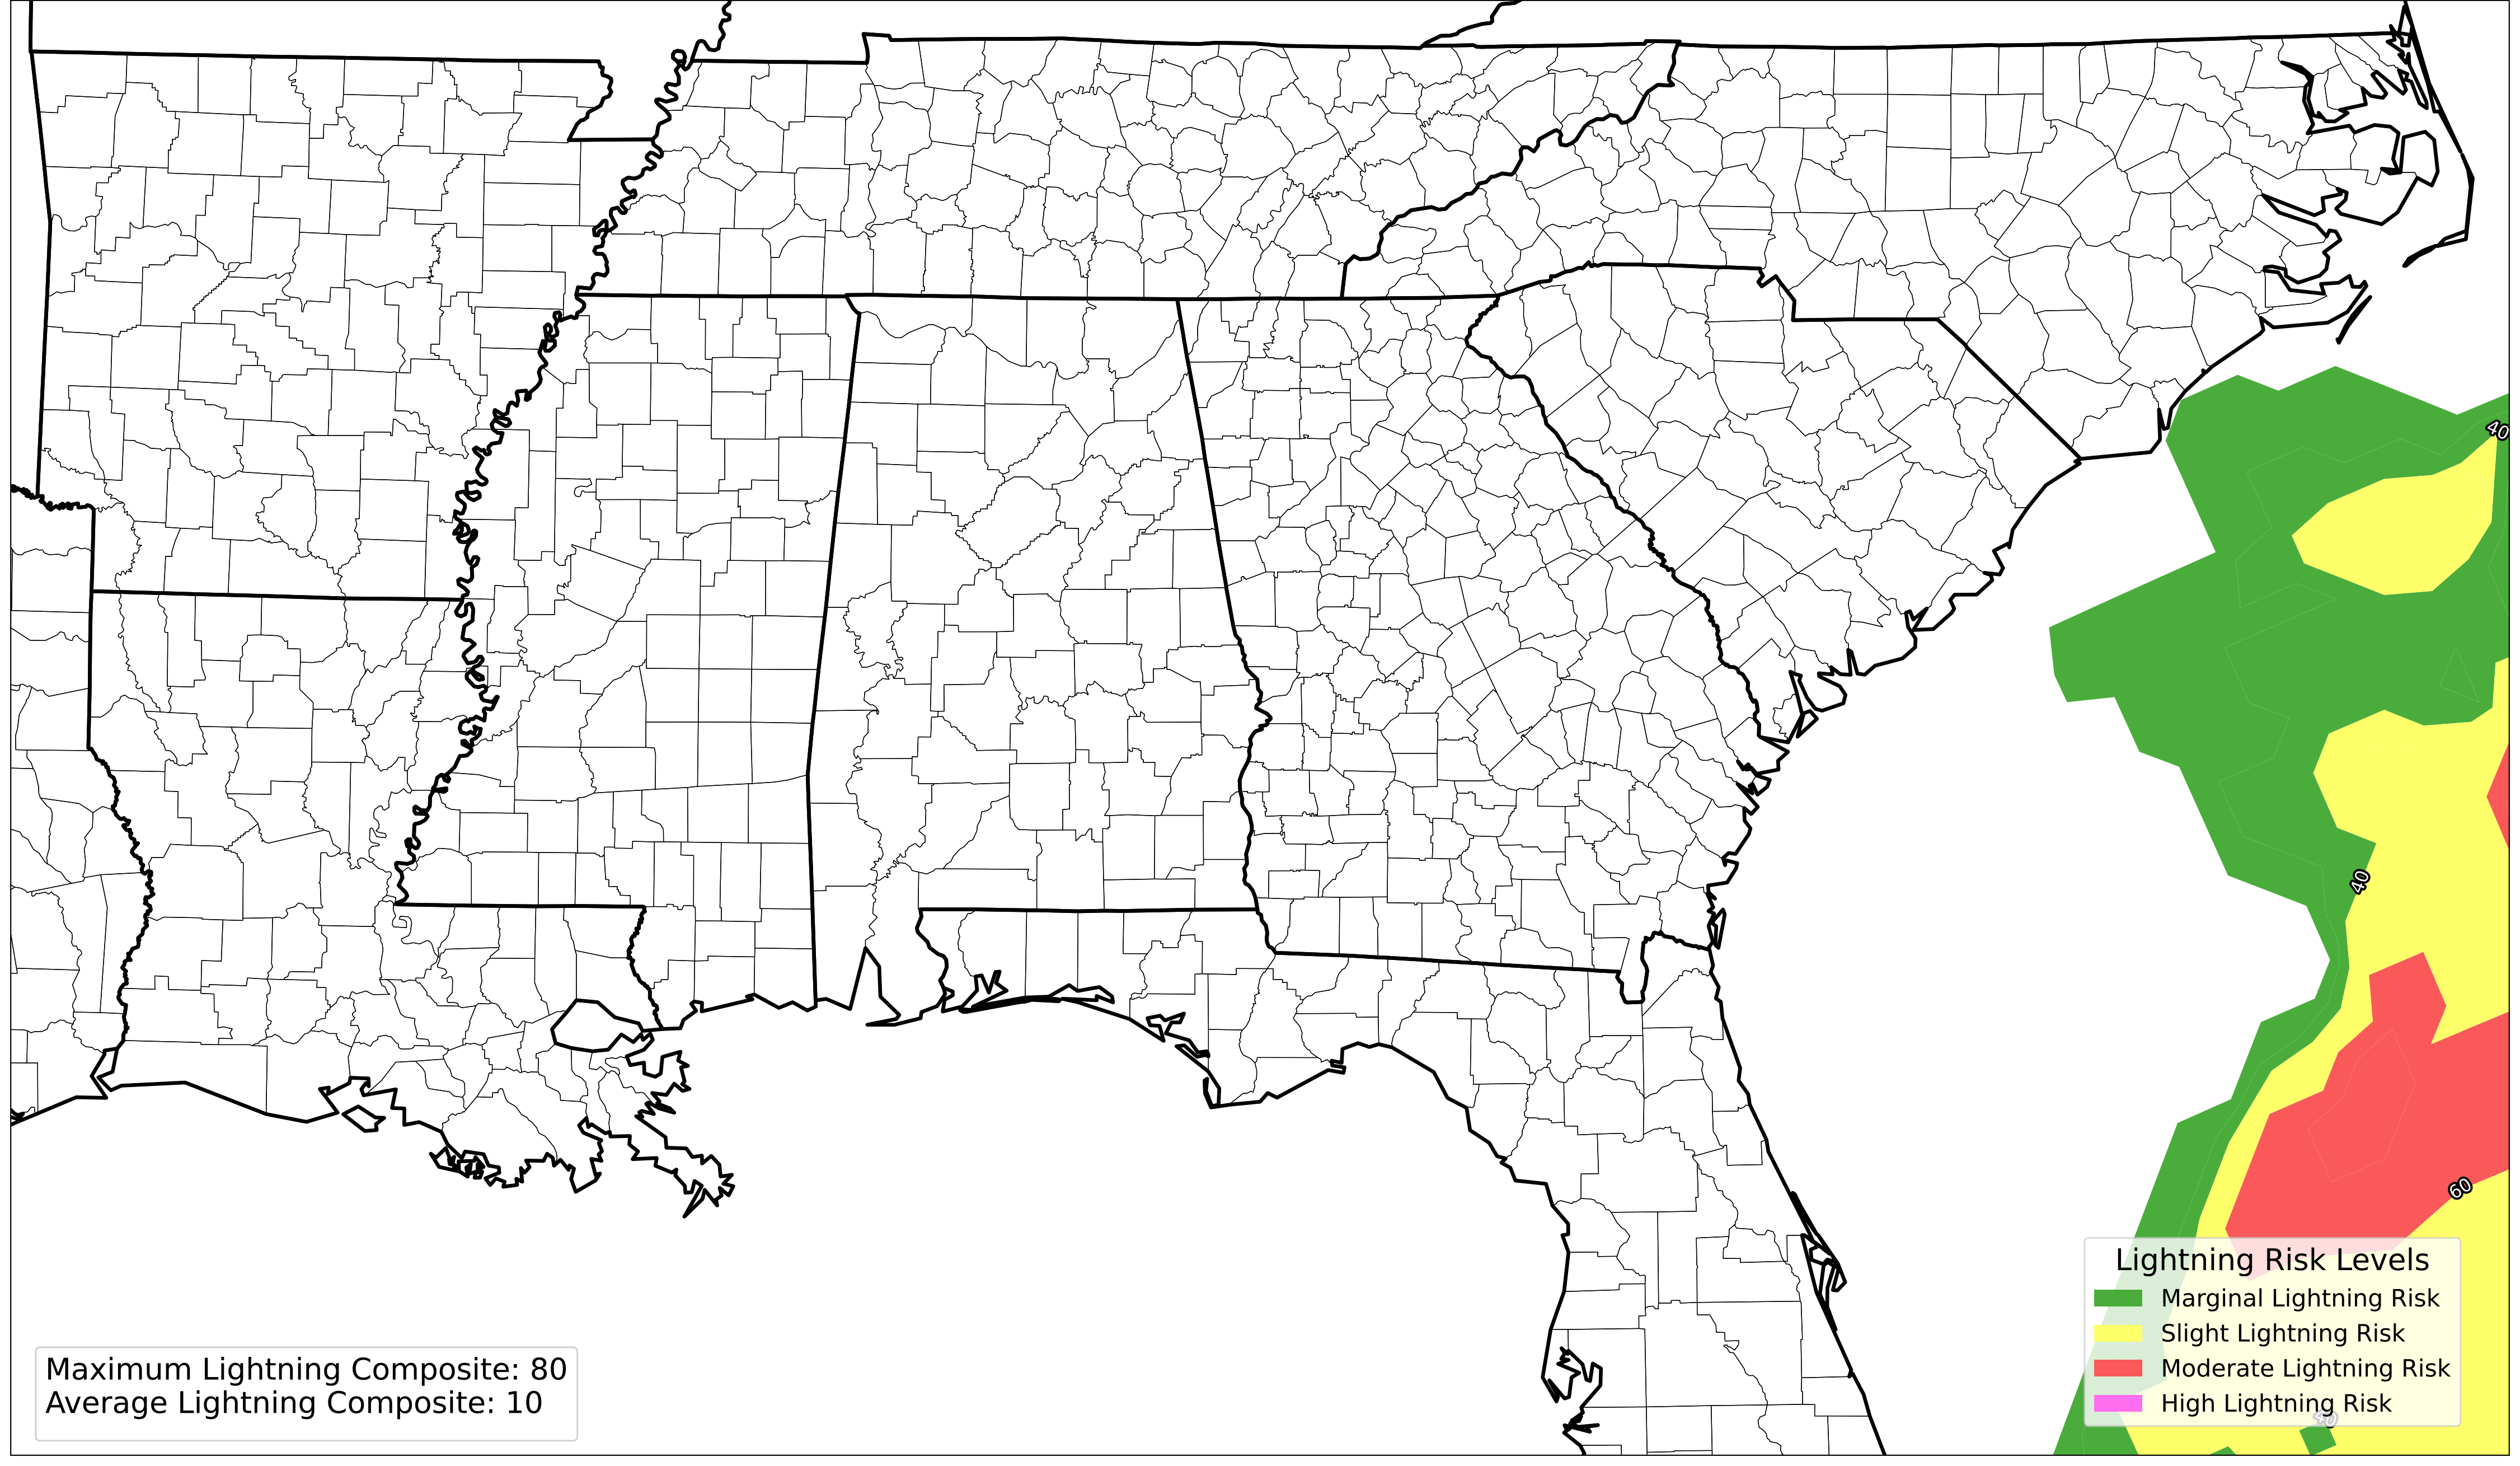 40
40
60
Lightning Risk Levels
Marginal Lightning Risk
Slight Lightning Risk
Moderate Lightning Risk
High Lightning Risk
40
Maximum Lightning Composite: 80
Average Lightning Composite: 10